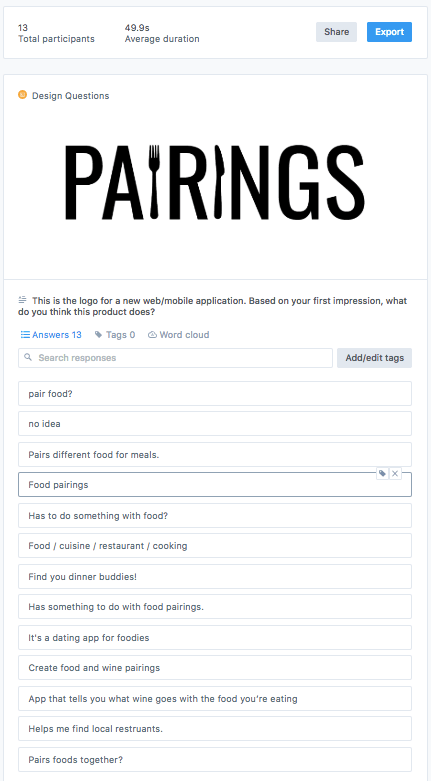 13
Total participants
49.9s
Average duration
Share
Export
Design Questions
PAIRINGS
This is the logo for a new web/mobile application. Based on your first impression, what
do you think this product does?
Answers 13
Tags 0
Word cloud
Search responses
Add/edit tags
pair food?
no idea
Pairs different food for meals.
Food pairings
Has to do something with food?
Food / cuisine / restaurant / cooking
Find you dinner buddies!
Has something to do with food pairings.
It's a dating app for foodies
Create food and wine pairings
App that tells you what wine goes with the food you're eating
Helps me find local restruants.
Pairs foods together?